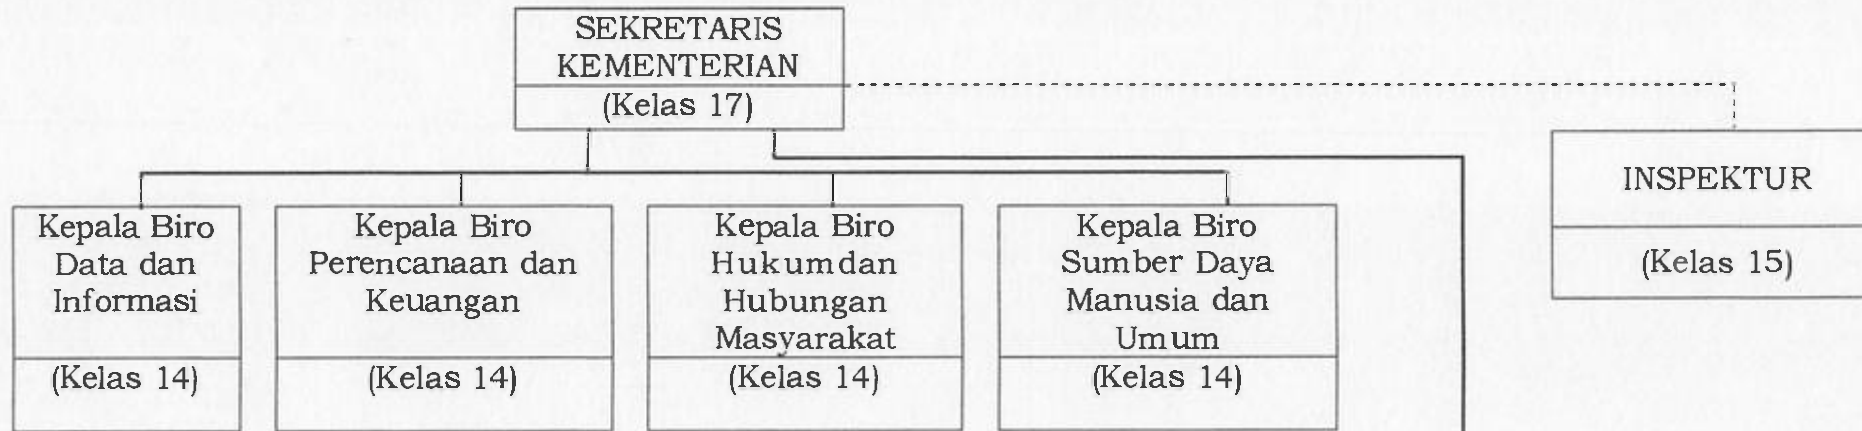 SEKRETARIS
KEMENTERIAN
(Kelas 17)
INSPEKTUR
(Kelas 15)
Kepala Biro
Data dan
Informasi
(Kelas 14)
Kepala Biro
Perencanaan dan
Keuangan
(Kelas 14)
Kepala Biro
Hukumdan
Hubungan
Masyarakat
(Kelas 14)
Kepala Biro
Sumber Daya
Manusia dan
Umum
(Kelas 14)